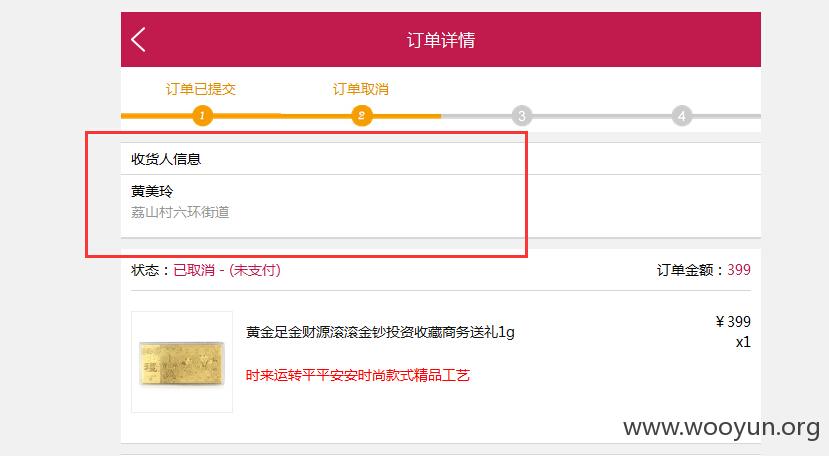 订单详情
订单已提交 订单取消
1 2 3 4
收货人信息
黄美玲
荔山村六环街道
状态：已取消 - (未支付) 订单金额：399
黄金足金财源滚滚金钞投资收藏商务送礼1g ￥399
x1
时来运转平平安安时尚款式精品工艺
www.wooyun.org